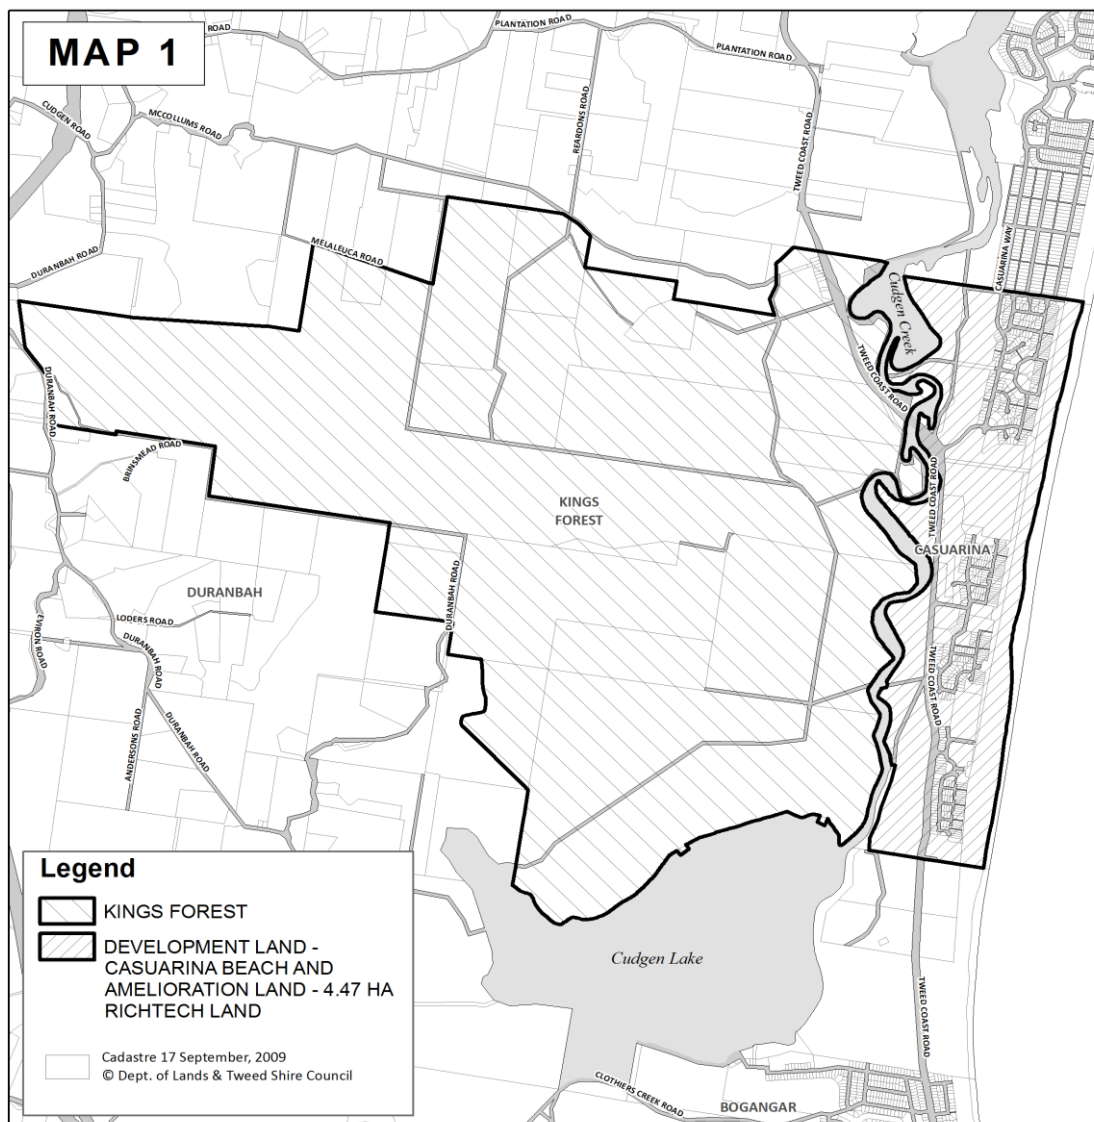 MAP 1
ROAD
PLANTATION ROAD
PLANTATION ROAD
CUDGEN ROAD
MCCOLLUMS ROAD
REARDONS ROAD
TWEED COAST ROAD
DURANBAH ROAD
MELALEUCA ROAD
CASUARINA WAY
Cudgen Creek
TWEED COAST ROAD
DURANBAH ROAD
BRINSMEAD ROAD
KINGS
FOREST
TWEED COAST ROAD
CASUARINA
DURANBAH
DURANBAH ROAD
LODERS ROAD
EVIRON ROAD
DURANBAH ROAD
TWEED COAST ROAD
ANDERSONS ROAD
DURANBAH ROAD
Legend
KINGS FOREST
DEVELOPMENT LAND -
CASUARINA BEACH AND
AMELIORATION LAND - 4.47 HA
RICHTECH LAND
Cadastre 17 September, 2009
© Dept. of Lands & Tweed Shire Council
Cudgen Lake
TWEED COAST ROAD
CLOTHIERS CREEK ROAD
BOGANGAR